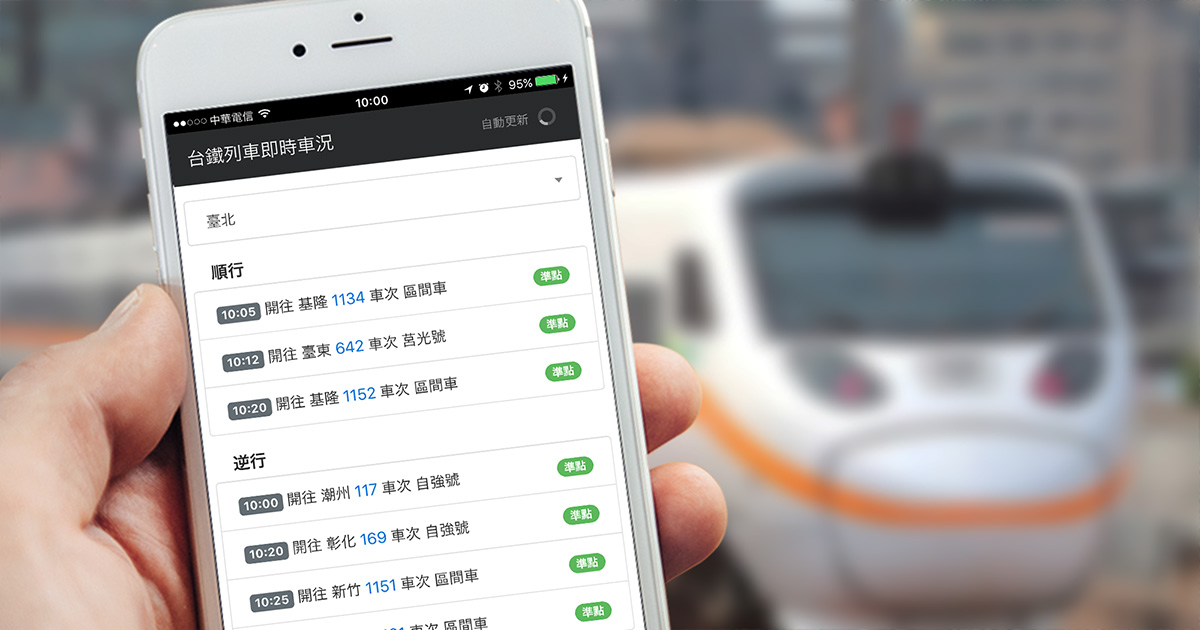 中華電信 10:00 95%
台鐵列車即時車況 自動更新
臺北
順行
10:05 開往 基隆 1134 車次 區間車 準點
10:12 開往 臺東 642 車次 莒光號 準點
10:20 開往 基隆 1152 車次 區間車 準點
逆行
10:00 開往 潮州 117 車次 自強號 準點
10:20 開往 彰化 169 車次 自強號 準點
10:25 開往 新竹 1151 車次 區間車 準點
車次 區間車 準點